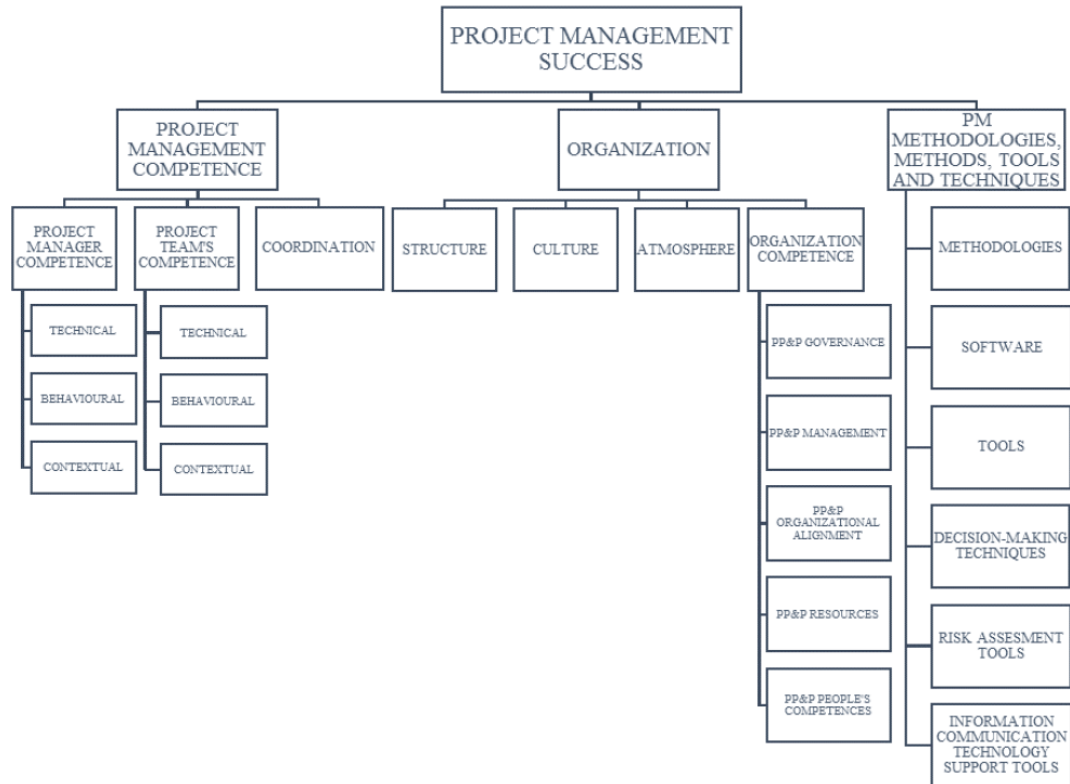 PROJECT MANAGEMENT
SUCCESS
PROJECT
MANAGEMENT
COMPETENCE
ORGANIZATION
PM
METHODOLOGIES,
METHODS, TOOLS
AND TECHNIQUES
PROJECT
MANAGER
COMPETENCE
PROJECT
TEAM'S
COMPETENCE
COORDINATION
STRUCTURE
CULTURE
ATMOSPHERE
ORGANIZATION
COMPETENCE
TECHNICAL
BEHAVIOURAL
CONTEXTUAL
TECHNICAL
BEHAVIOURAL
CONTEXTUAL
PP&P GOVERNANCE
PP&P MANAGEMENT
PP&P
ORGANIZATIONAL
ALIGNMENT
PP&P RESOURCES
PP&P PEOPLE'S
COMPETENCES
METHODOLOGIES
SOFTWARE
TOOLS
DECISION-MAKING
TECHNIQUES
RISK ASSESMENT
TOOLS
INFORMATION
COMMUNICATION
TECHNOLOGY
SUPPORT TOOLS